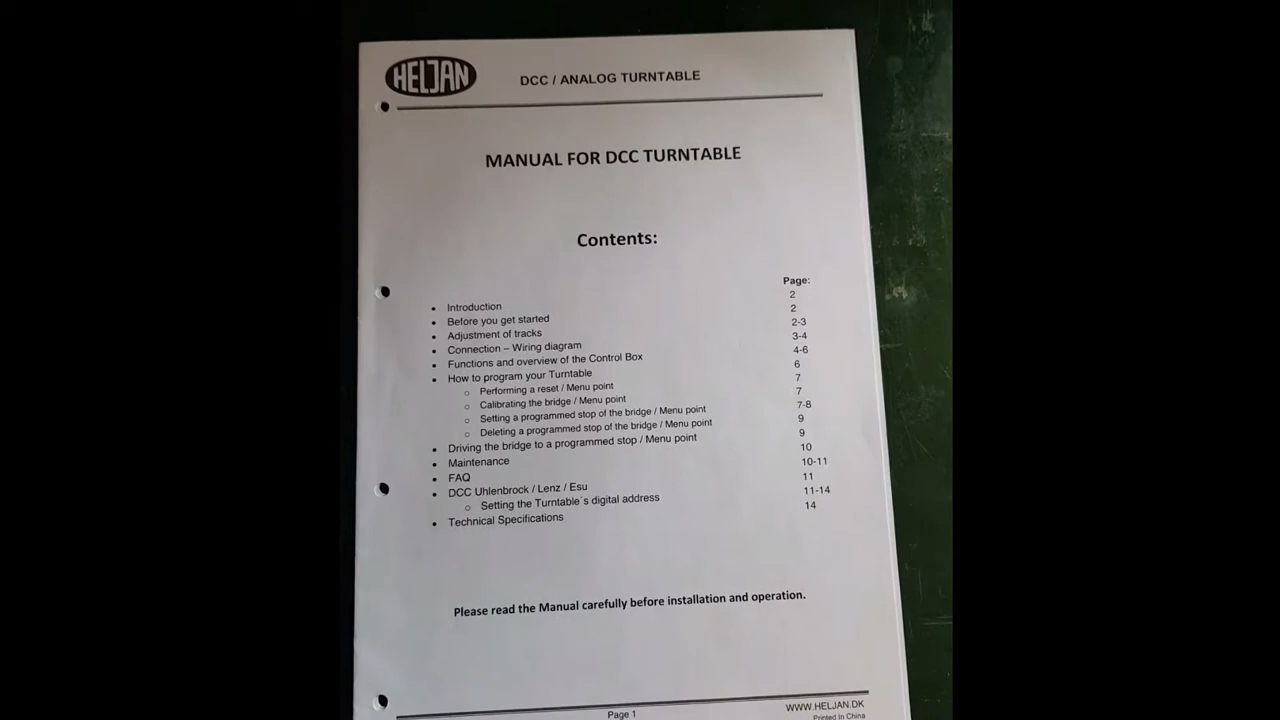 HELJAN
DCC / ANALOG TURNTABLE
MANUAL FOR DCC TURNTABLE
Contents:
Page:
• Introduction 2
• Before you get started 2
• Adjustment of tracks 2-3
• Connection – Wiring diagram 3-4
• Functions and overview of the Control Box 4-6
• How to program your Turntable 6
o Performing a reset / Menu point 7
o Calibrating the bridge / Menu point 7
o Setting a programmed stop of the bridge / Menu point 7-8
o Deleting a programmed stop of the bridge / Menu point 9
• Driving the bridge to a programmed stop / Menu point 9
• Maintenance 10
• FAQ 10-11
• DCC Uhlenbrock / Lenz / Esu 11
o Setting the Turntable´s digital address 11-14
• Technical Specifications 14
Please read the Manual carefully before installation and operation.
Page 1
WWW.HELJAN.DK
Printed In China